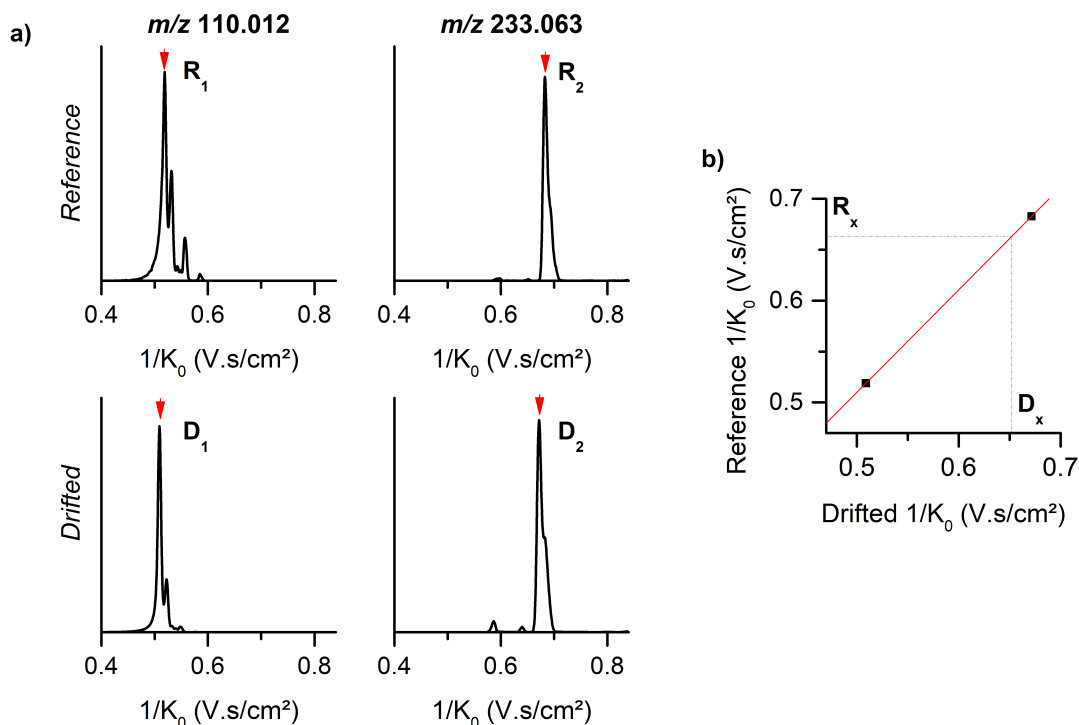 a)
m/z 110.012
m/z 233.063
Reference
R₁
R₂
0.4 0.6 0.8
0.4 0.6 0.8
1/K₀ (V.s/cm²)
1/K₀ (V.s/cm²)
Drifted
D₁
D₂
0.4 0.6 0.8
0.4 0.6 0.8
1/K₀ (V.s/cm²)
1/K₀ (V.s/cm²)
b)
Reference 1/K₀ (V.s/cm²)
0.7
0.6
0.5
Rₓ
Dₓ
0.5 0.6 0.7
Drifted 1/K₀ (V.s/cm²)